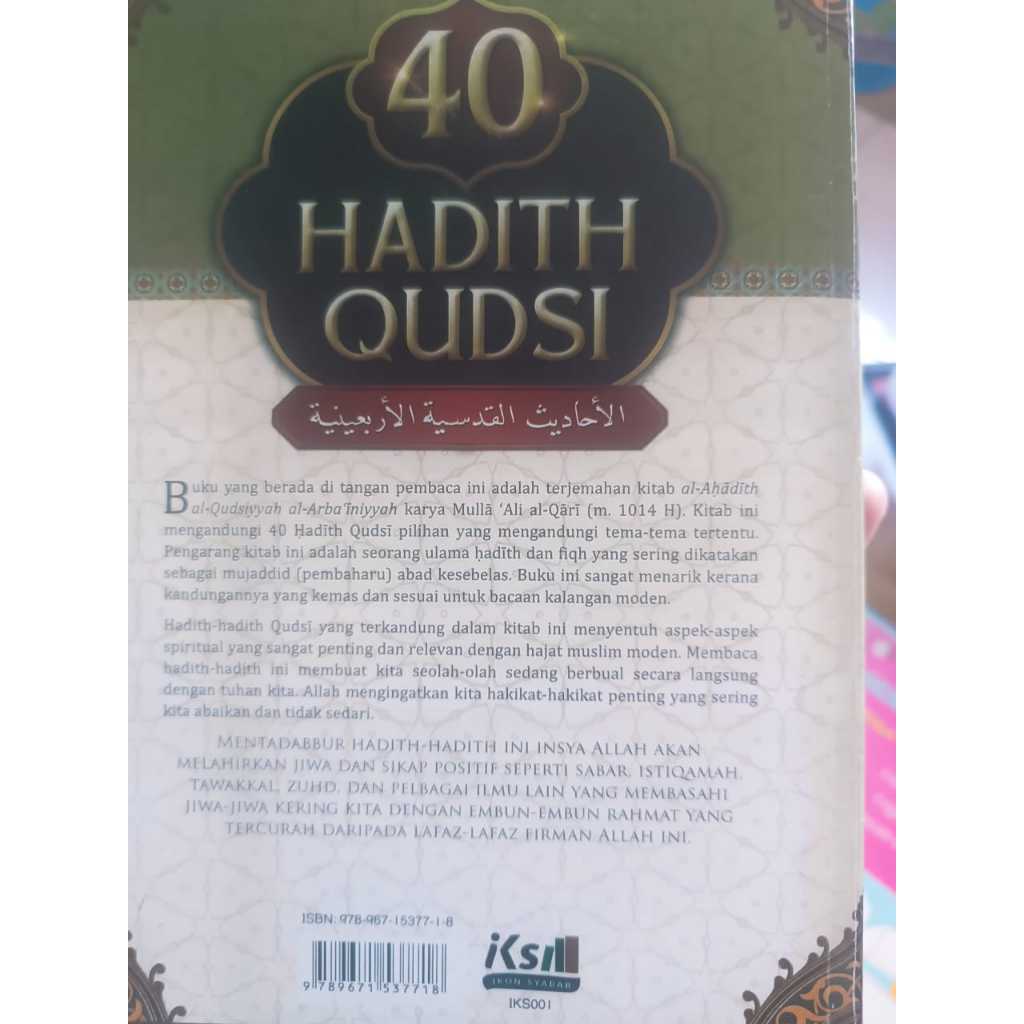 40
HADITH
QUDSI
الأحاديث القدسية الأربعينية
Buku yang berada di tangan pembaca ini adalah terjemahan kitab al-Aḥādīth
al-Qudsiyyah al-Arba‘īniyyah karya Mullā ‘Ali al-Qārī (m. 1014 H). Kitab ini
mengandungi 40 Hadīth Qudsī pilihan yang mengandungi tema-tema tertentu.
Pengarang kitab ini adalah seorang ulama ḥadīth dan fiqh yang sering dikatakan
sebagai mujaddid (pembaharu) abad kesebelas. Buku ini sangat menarik kerana
kandungannya yang kemas dan sesuai untuk bacaan kalangan moden.
Hadith-hadith Qudsī yang terkandung dalam kitab ini menyentuh aspek-aspek
spiritual yang sangat penting dan relevan dengan hajat muslim moden. Membaca
hadith-hadith ini membuat kita seolah-olah sedang berbual secara langsung
dengan tuhan kita. Allah mengingatkan kita hakikat-hakikat penting yang sering
kita abaikan dan tidak sedari.
MENTADABBUR HADITH-HADITH INI INSYA ALLAH AKAN
MELAHIRKAN JIWA DAN SIKAP POSITIF SEPERTI SABAR, ISTIQAMAH,
TAWAKKAL, ZUHD, DAN PELBAGAI ILMU LAIN YANG MEMBASAHI
JIWA-JIWA KERING KITA DENGAN EMBUN-EMBUN RAHMAT YANG
TERCURAH DARIPADA LAFAZ-LAFAZ FIRMAN ALLAH INI.
ISBN: 978-967-15377-1-8
9 789671 537718
iksn
IKON SYABAB
IKS001